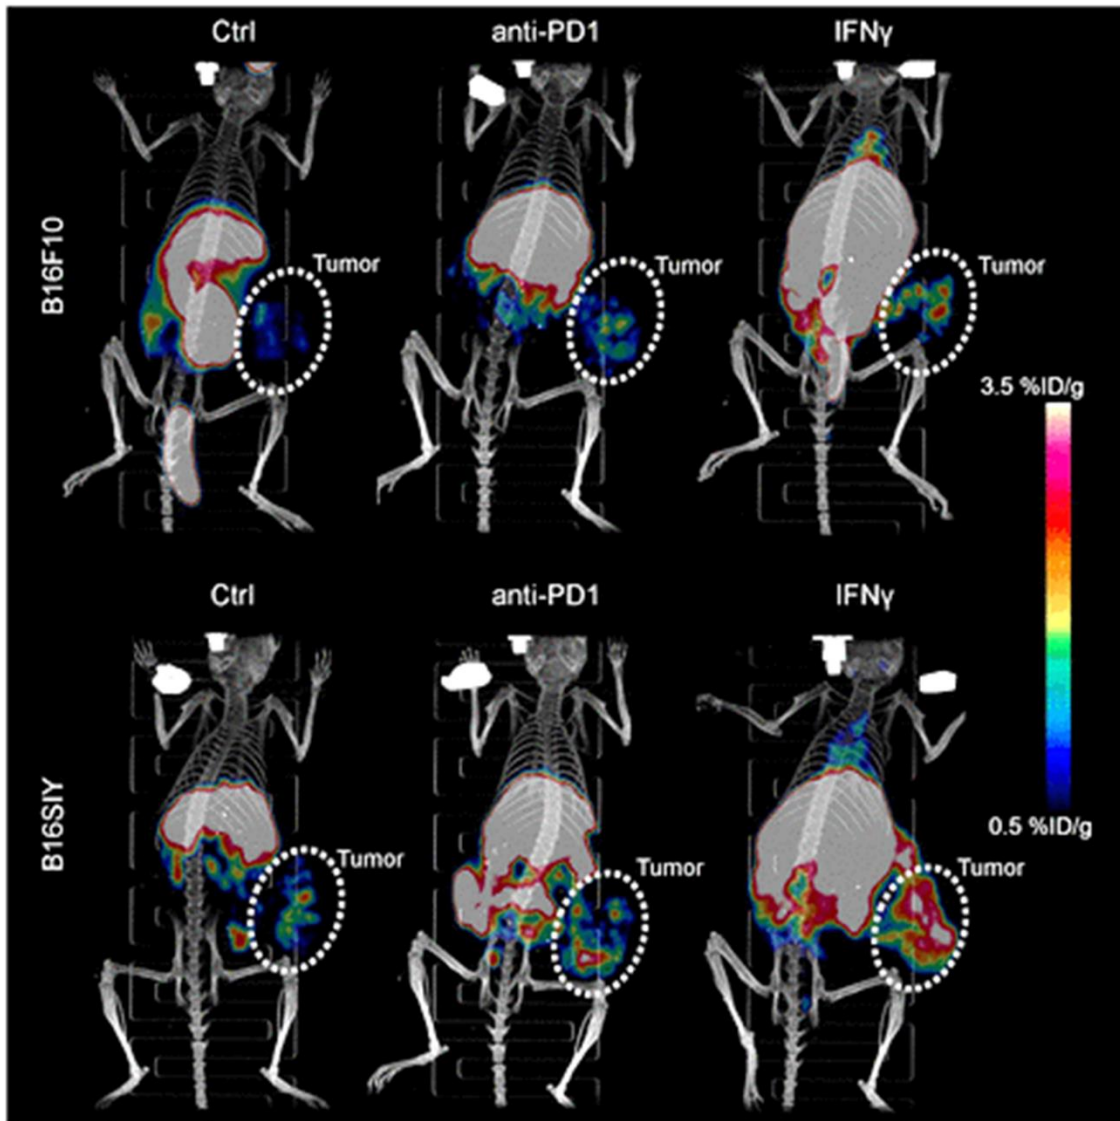 Ctrl anti-PD1 IFNγ
B16F10
Tumor Tumor Tumor
3.5 %ID/g
Ctrl anti-PD1 IFNγ
0.5 %ID/g
B16SIY
Tumor Tumor Tumor